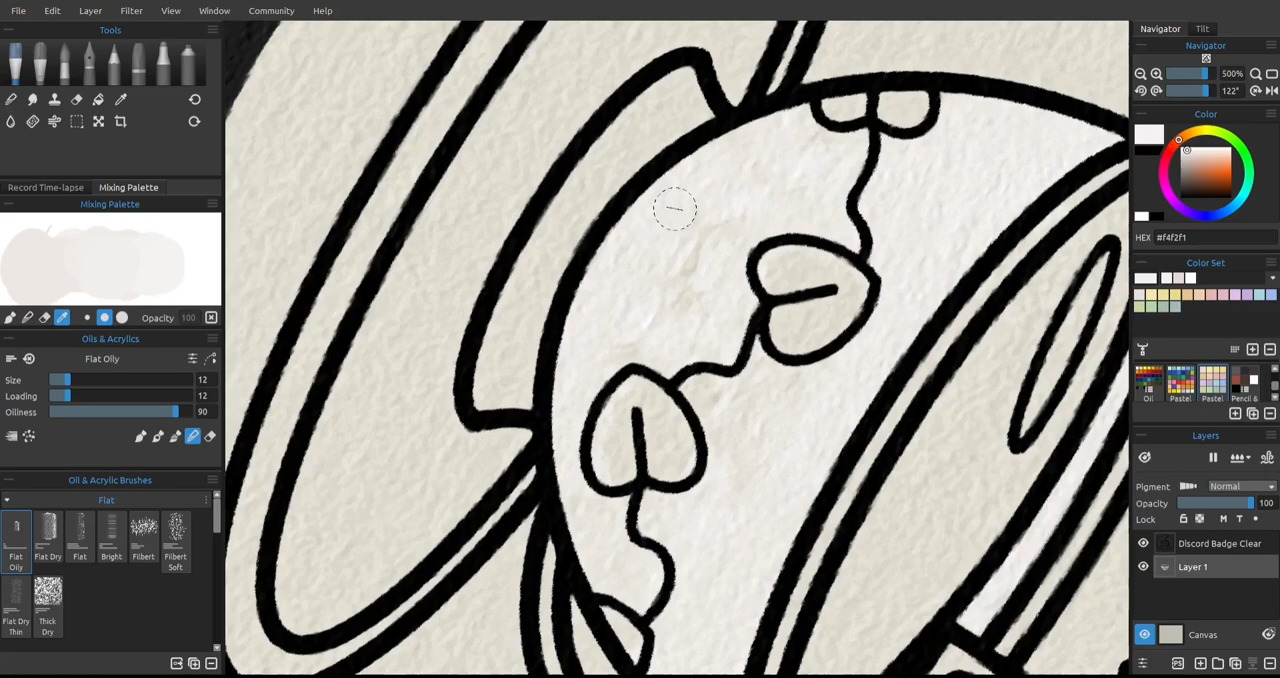 File Edit Layer Filter View Window Community Help
Tools
Record Time-lapse Mixing Palette
Mixing Palette
Opacity 100
Oils & Acrylics
Flat Oily
Size 12
Loading 12
Oiliness 90
Oil & Acrylic Brushes
Flat
Flat Oily
Flat Dry
Flat
Bright
Filbert
Filbert Soft
Flat Dry Thin
Thick Dry
Navigator Tilt
Navigator
500%
122°
Color
HEX #f4f2f1
Color Set
Oil Pastel Pastel Pencil &
Layers
Pigment Normal
Opacity 100
Lock M T
Discord Badge Clear
Layer 1
Canvas
PS